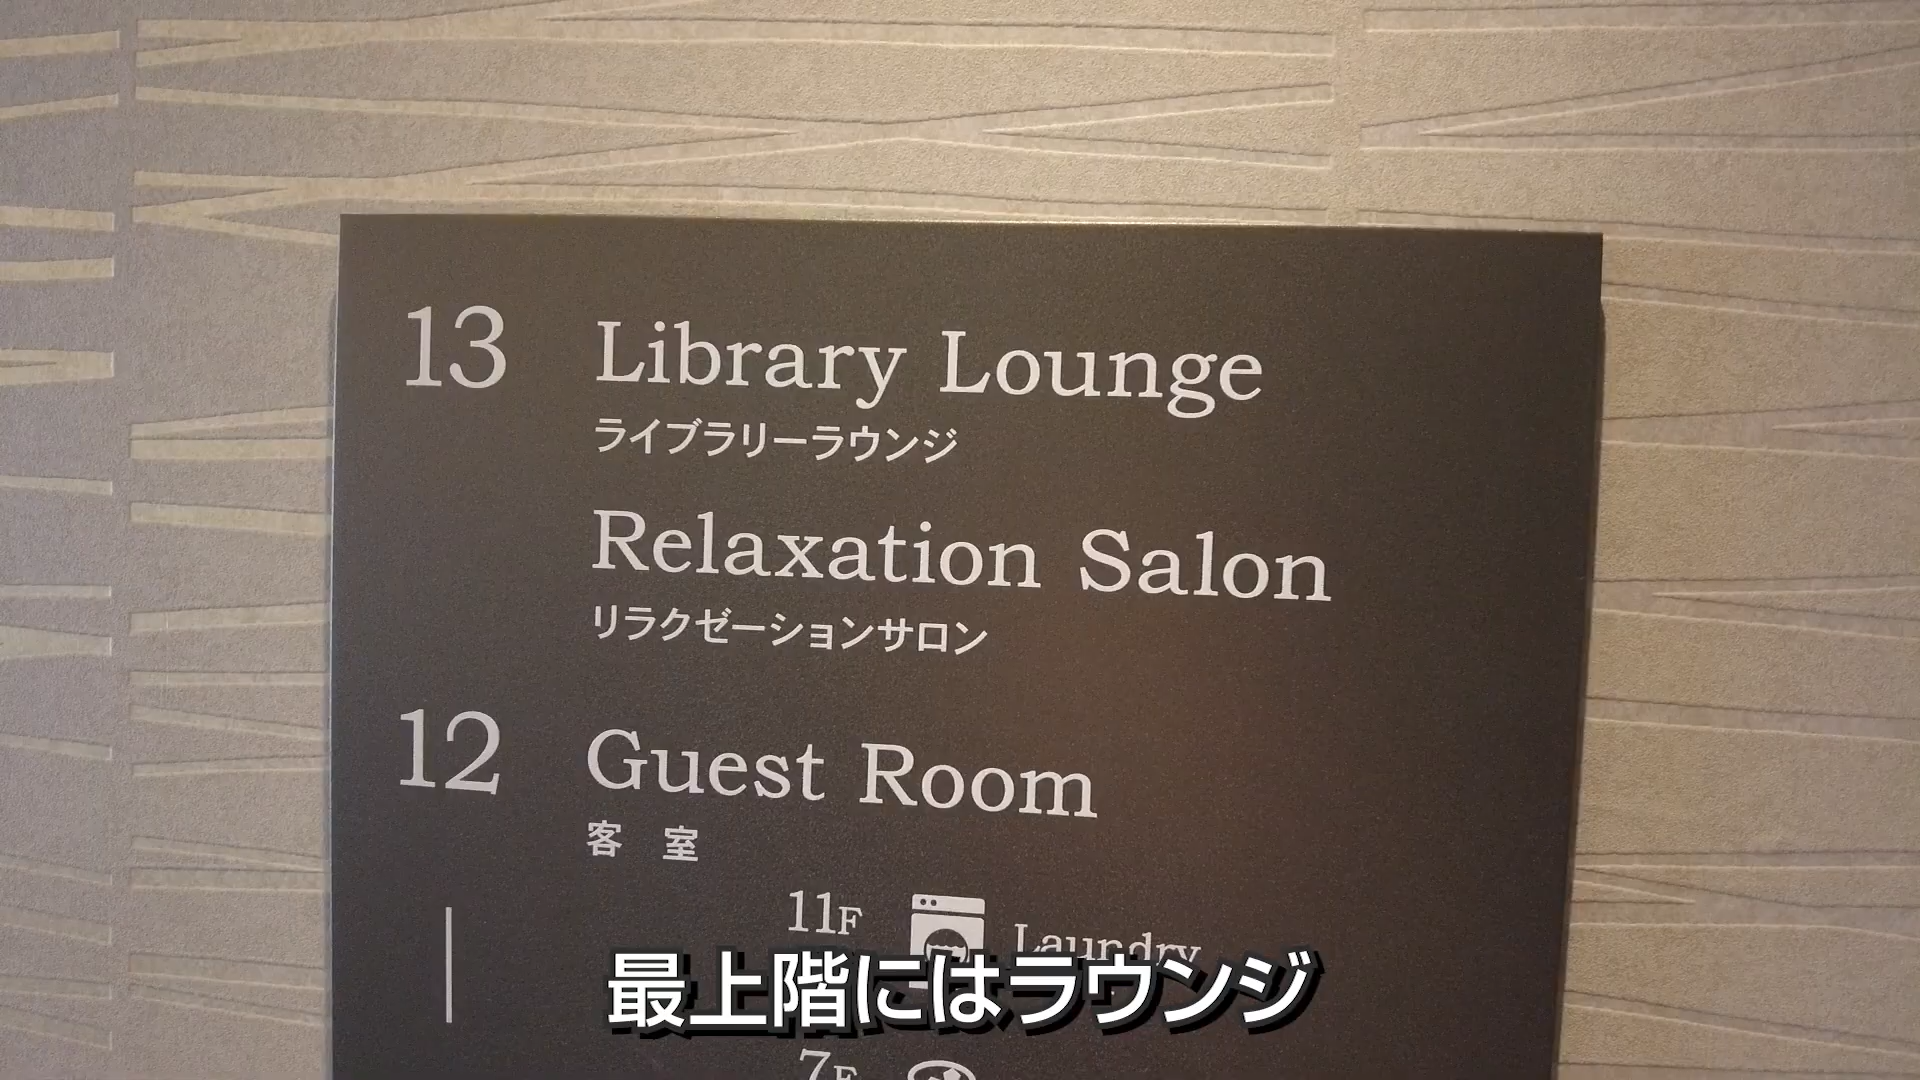 13 Library Lounge
ライブラリーラウンジ
Relaxation Salon
リラクゼーションサロン
12 Guest Room
客 室
11F Laundry
最上階にはラウンジ
7F